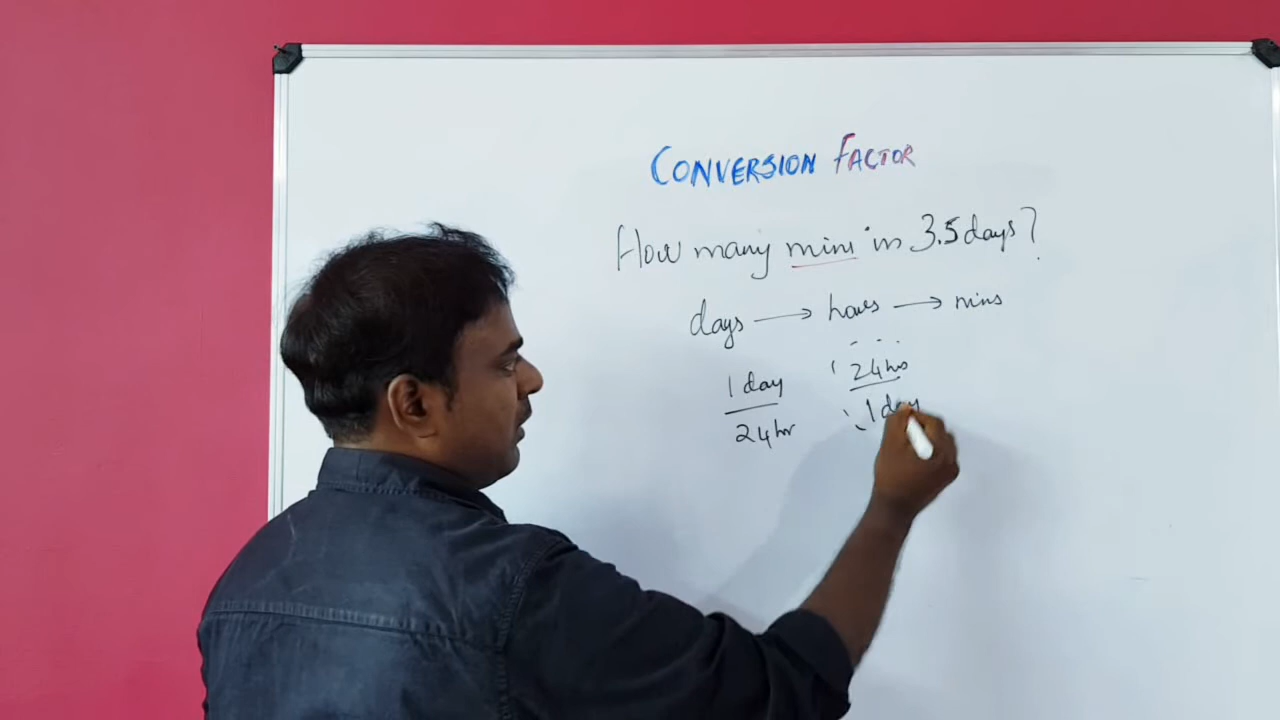 CONVERSION FACTOR
How many mins in 3.5 days?
days → hours → mins
1 day
24 hr
24 hrs
1 day